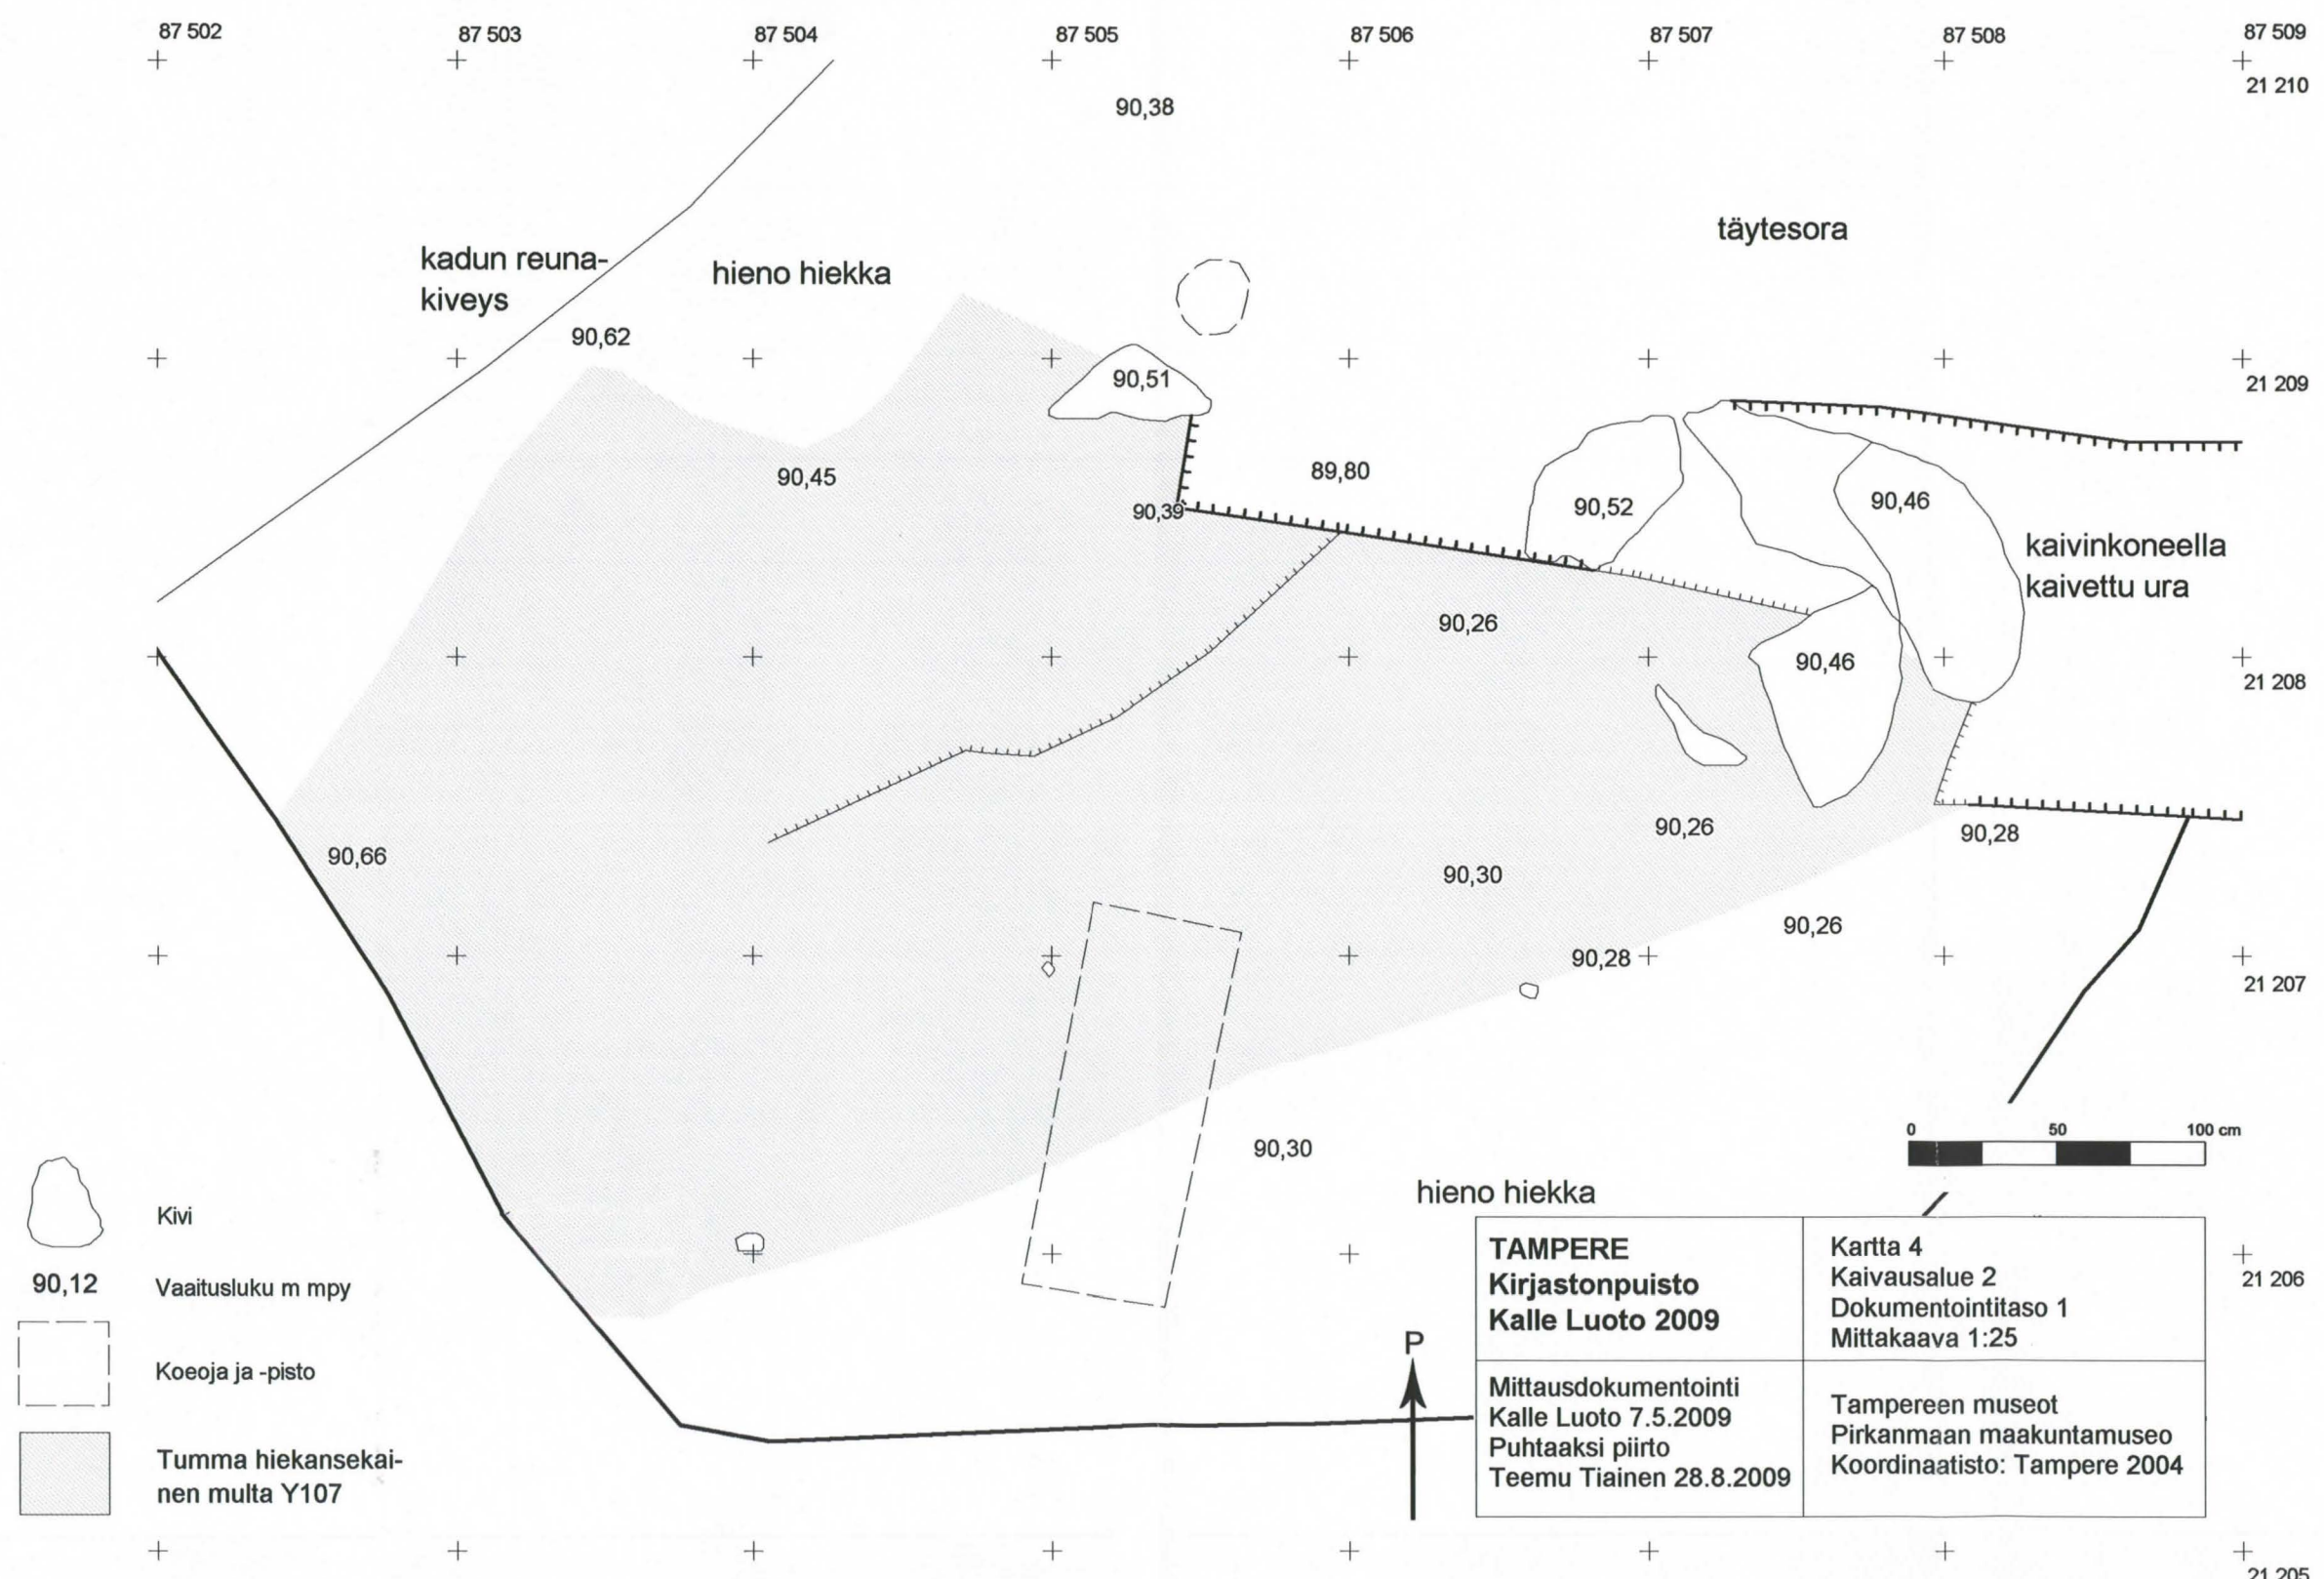 87 502
87 503
87 504
87 505
87 506
87 507
87 508
87 509
21 210
90,38
täytesora
kadun reuna-
kiveys
hieno hiekka
90,62
90,51
21 209
90,45
89,80
90,39
90,52
90,46
kaivinkoneella
kaivettu ura
90,26
90,46
21 208
90,66
90,26
90,28
90,30
90,26
90,28
21 207
90,30
hieno hiekka
0 50 100 cm
Kivi
90,12 Vaaitusluku m mpy
Koeoja ja -pisto
Tumma hiekansekai-
nen multa Y107
P
TAMPERE
Kirjastonpuisto
Kalle Luoto 2009
Kartta 4
Kaivausalue 2
Dokumentointitaso 1
Mittakaava 1:25
21 206
Mittausdokumentointi
Kalle Luoto 7.5.2009
Puhtaaksi piirto
Teemu Tiainen 28.8.2009
Tampereen museot
Pirkanmaan maakuntamuseo
Koordinaatisto: Tampere 2004
21 205